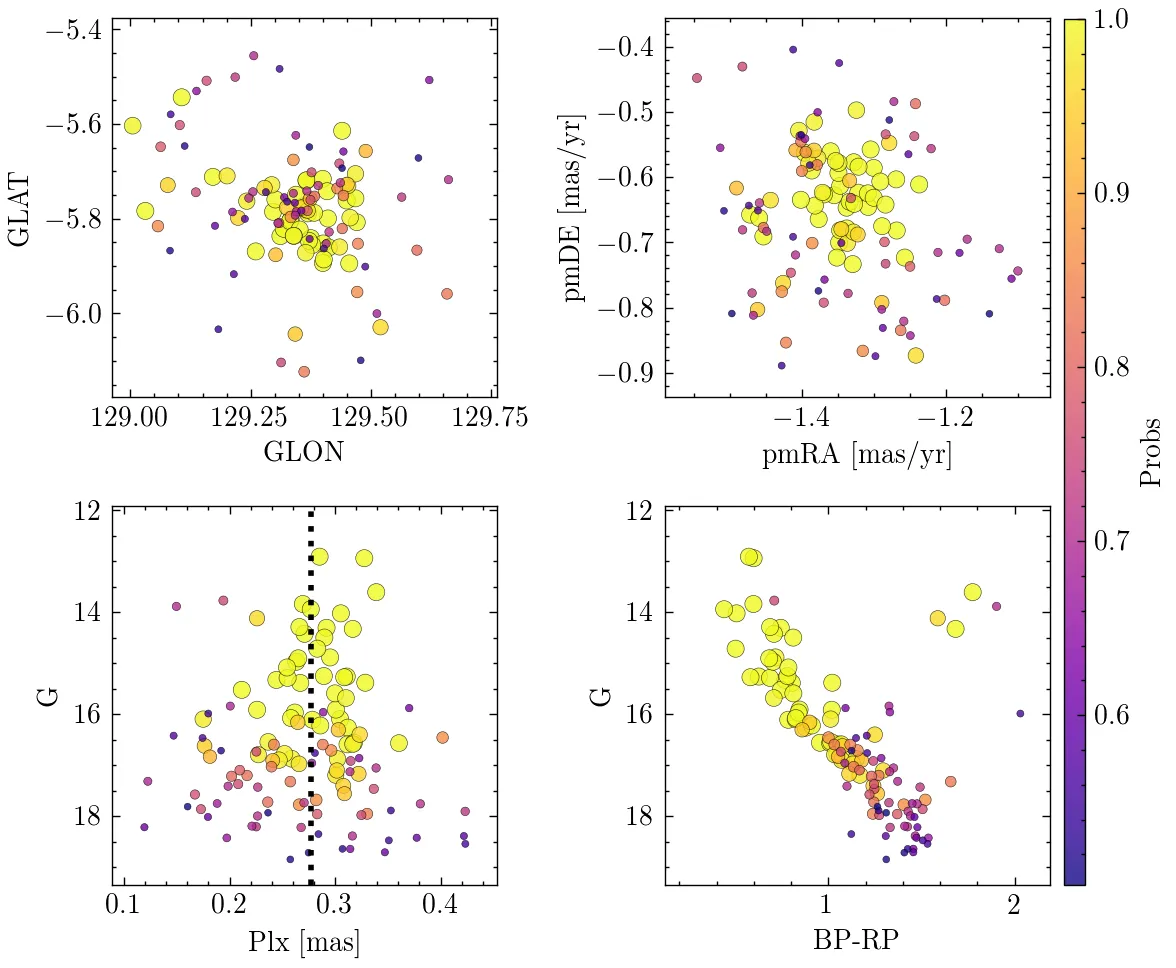 −5.4
−5.6
−5.8
−6.0
GLAT
129.00 129.25 129.50 129.75
GLON
−0.4
−0.5
−0.6
−0.7
−0.8
−0.9
pmDE [mas/yr]
−1.4 −1.2
pmRA [mas/yr]
12
14
16
18
G
0.1 0.2 0.3 0.4
Plx [mas]
12
14
16
18
G
1 2
BP-RP
1.0
0.9
0.8
0.7
0.6
Probs